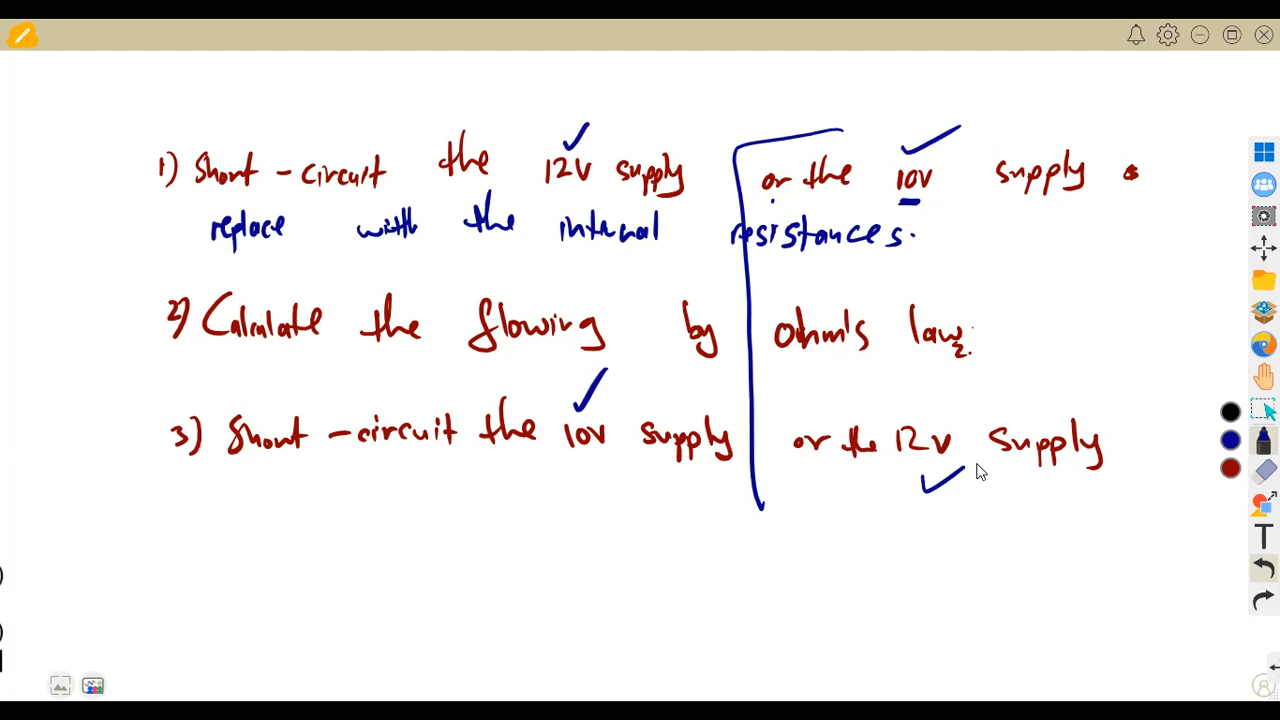 1) Short-circuit the 12V supply or the 10V supply.
replace with the internal resistances.
2) Calculate the flowing by Ohm's law.
3) Short-circuit the 10V supply or the 12V supply
T